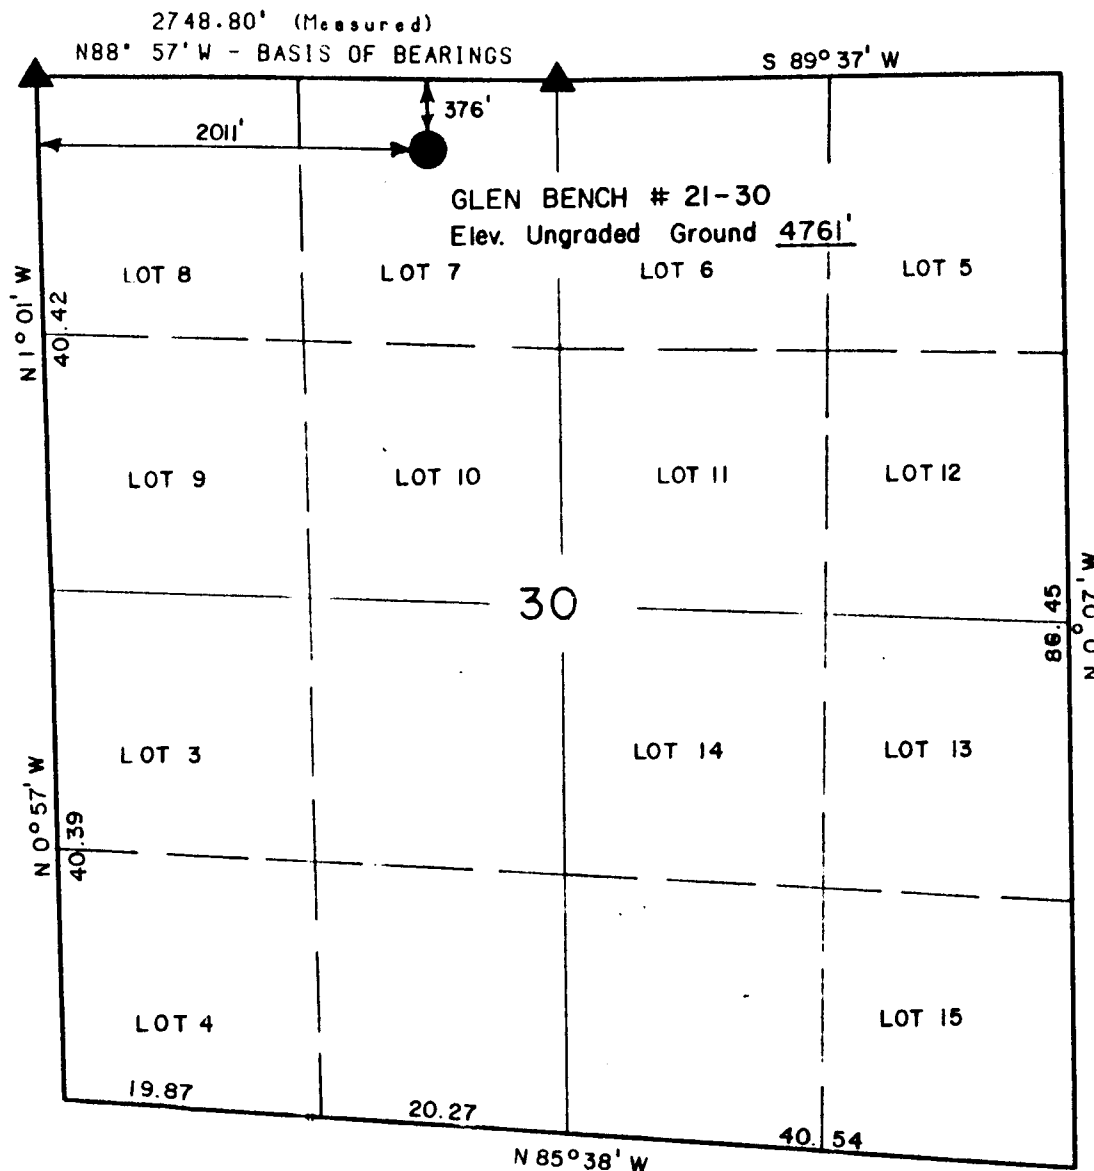 2748.80' (Measured)
N88° 57' W - BASIS OF BEARINGS
S 89° 37' W
376'
2011'
GLEN BENCH # 21-30
Elev. Ungraded Ground 4761'
LOT 8
LOT 7
LOT 6
LOT 5
N 1° 01' W
40.42
LOT 9
LOT 10
LOT 11
LOT 12
30
86.45
N 0° 07' W
LOT 3
LOT 14
LOT 13
N 0° 57' W
40.39
LOT 4
LOT 15
19.87
20.27
40.54
N 85° 38' W